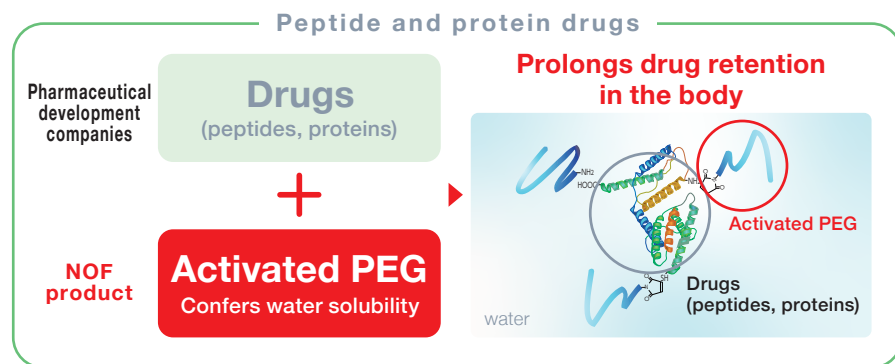 Peptide and protein drugs
Pharmaceutical
development
companies
Drugs
(peptides, proteins)
+
NOF
product
Activated PEG
Confers water solubility
Prolongs drug retention
in the body
NH₂
HOOC
NH₂
O
N
O
Activated PEG
SH
O
N
O
Drugs
(peptides, proteins)
water